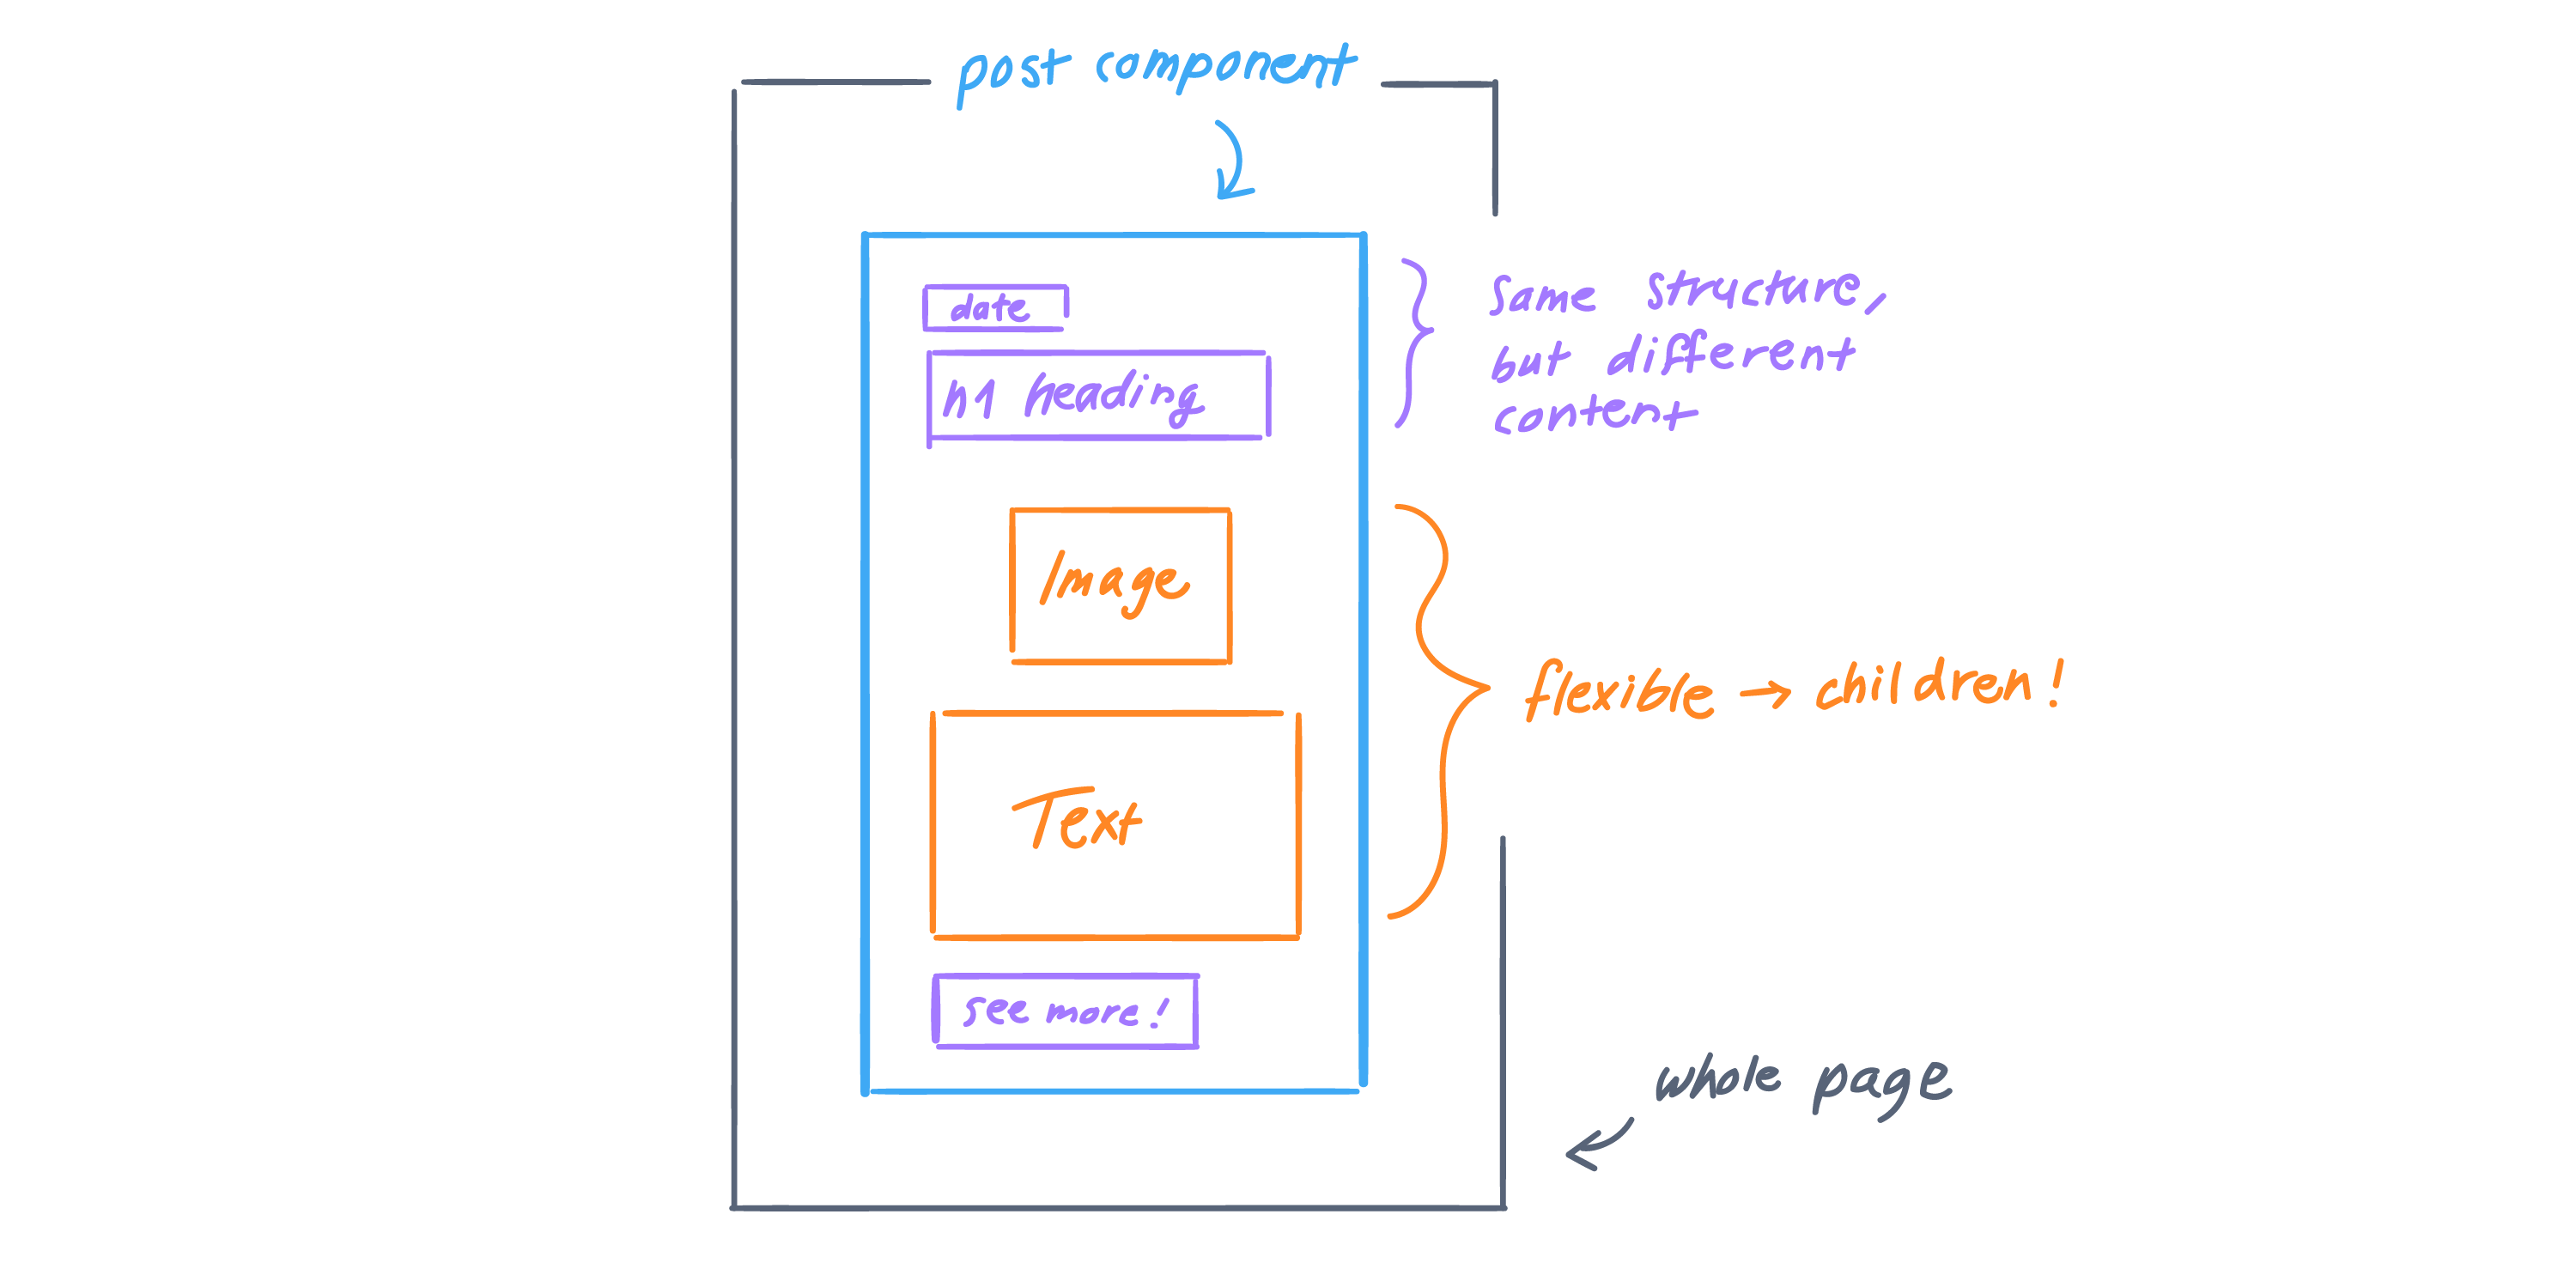 post component
date
h1 heading
same structure,
but different
content
Image
flexible → children!
Text
see more!
whole page